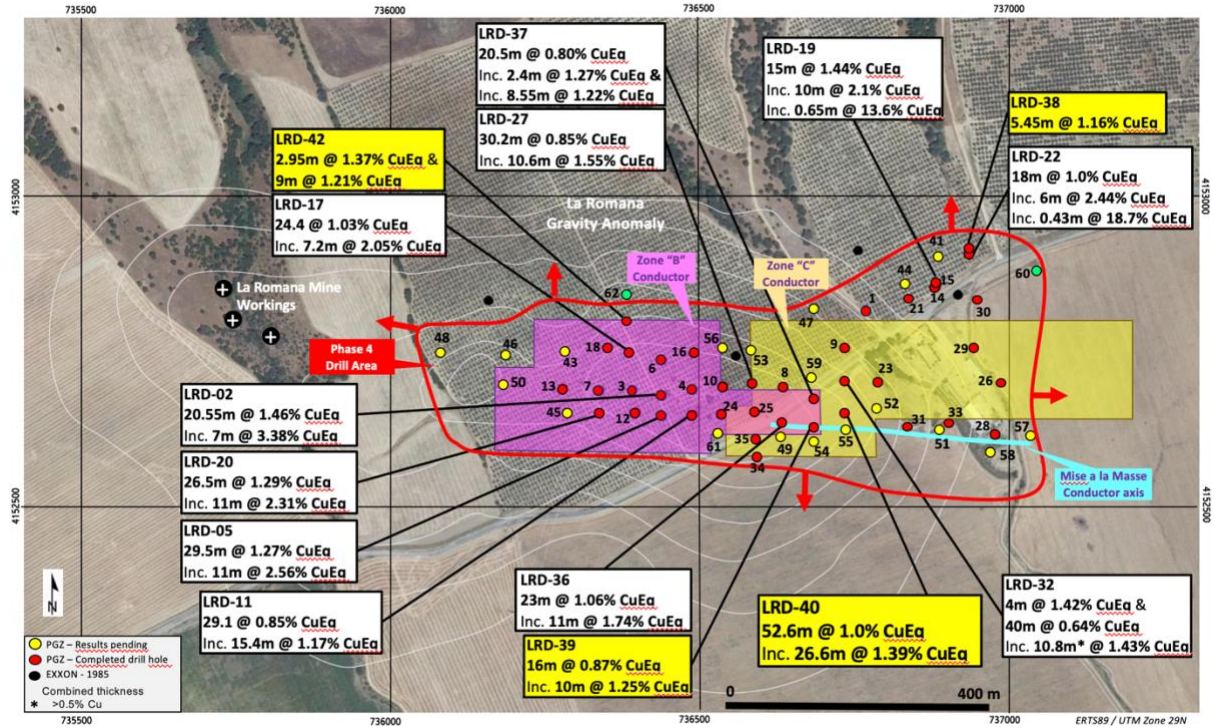 736000
736500
737000
LRD-37
20.5m @ 0.80% CuEq
Inc. 2.4m @ 1.27% CuEq &
Inc. 8.55m @ 1.22% CuEq
LRD-27
30.2m @ 0.85% CuEq
Inc. 10.6m @ 1.55% CuEq
LRD-19
15m @ 1.44% CuEq
Inc. 10m @ 2.1% CuEq
Inc. 0.65m @ 13.6% CuEq
LRD-38
5.45m @ 1.16% CuEq
LRD-22
18m @ 1.0% CuEq
Inc. 6m @ 2.44% CuEq
Inc. 0.43m @ 18.7% CuEq
LRD-42
2.95m @ 1.37% CuEq &
9m @ 1.21% CuEq
LRD-17
24.4 @ 1.03% CuEq
Inc. 7.2m @ 2.05% CuEq
4153000
4153000
La Romana
Gravity Anomaly
Zone "B"
Conductor
Zone "C"
Conductor
La Romana Mine
Workings
Phase 4
Drill Area
41
44
15
14
21
1
30
60
62
47
48
46
43
18
6
16
56
53
59
9
23
29
26
50
13
7
3
4
10
8
52
45
12
24
25
31
33
28
57
61
35
34
49
54
55
51
58
Mise a la Masse
Conductor axis
LRD-02
20.55m @ 1.46% CuEq
Inc. 7m @ 3.38% CuEq
LRD-20
26.5m @ 1.29% CuEq
Inc. 11m @ 2.31% CuEq
LRD-05
29.5m @ 1.27% CuEq
Inc. 11m @ 2.56% CuEq
LRD-11
29.1 @ 0.85% CuEq
Inc. 15.4m @ 1.17% CuEq
LRD-36
23m @ 1.06% CuEq
Inc. 11m @ 1.74% CuEq
LRD-39
16m @ 0.87% CuEq
Inc. 10m @ 1.25% CuEq
LRD-40
52.6m @ 1.0% CuEq
Inc. 26.6m @ 1.39% CuEq
LRD-32
4m @ 1.42% CuEq &
40m @ 0.64% CuEq
Inc. 10.8m* @ 1.43% CuEq
4152500
4152500
N
PGZ – Results pending
PGZ – Completed drill hole
EXXON - 1985
Combined thickness
* >0.5% Cu
0 400 m
735500
736000
736500
737000
ERTS89 / UTM Zone 29N